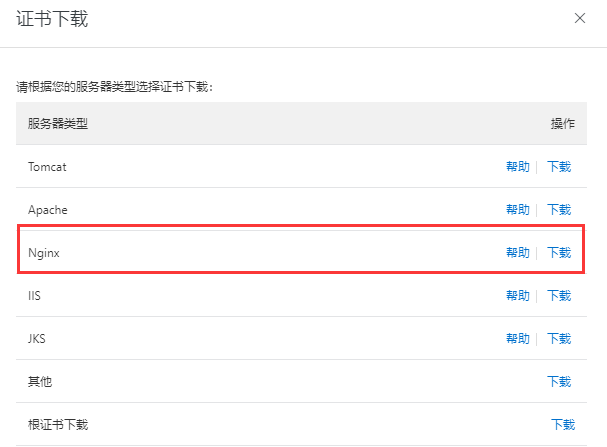 证书下载
请根据您的服务器类型选择证书下载：
服务器类型 操作
Tomcat 帮助 下载
Apache 帮助 下载
Nginx 帮助 下载
IIS 帮助 下载
JKS 帮助 下载
其他 下载
根证书下载 下载